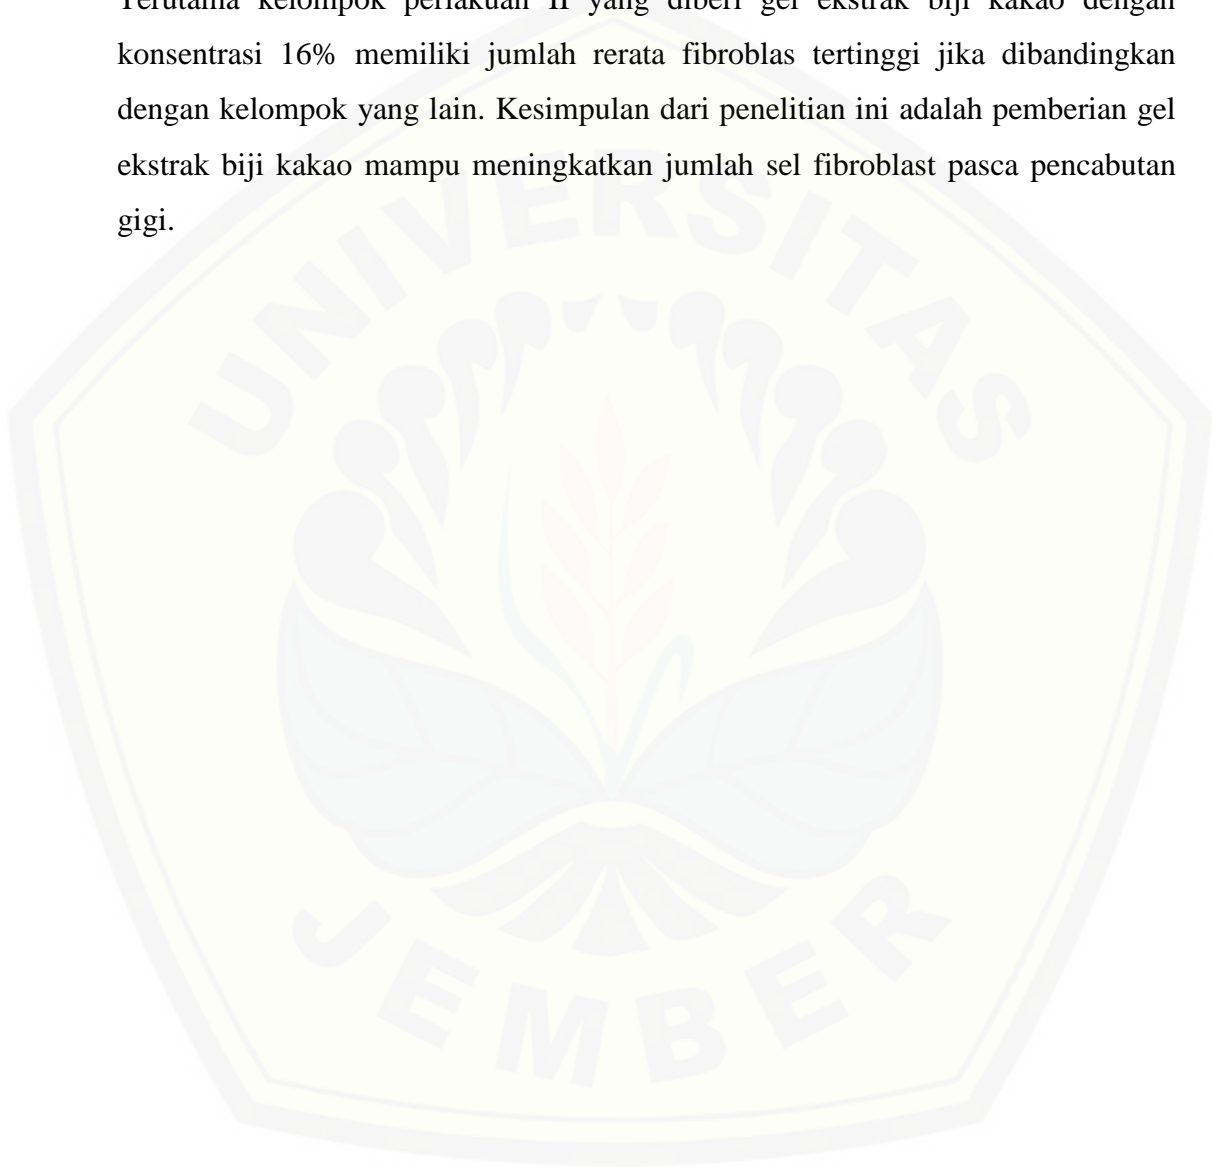 Terutama kelompok perlakuan II yang diberi gel ekstrak biji kakao dengan
konsentrasi 16% memiliki jumlah rerata fibroblas tertinggi jika dibandingkan
dengan kelompok yang lain. Kesimpulan dari penelitian ini adalah pemberian gel
ekstrak biji kakao mampu meningkatkan jumlah sel fibroblast pasca pencabutan
gigi.
UNIVERSITAS
JEMBER